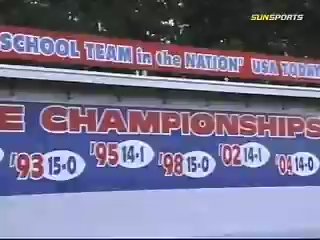 SUNSPORTS
SCHOOL TEAM in the NATION" USA TODAY
E CHAMPIONSHIPS
'93 15-0 '95 14-1 '98 15-0 '02 14-1 '04 14-0